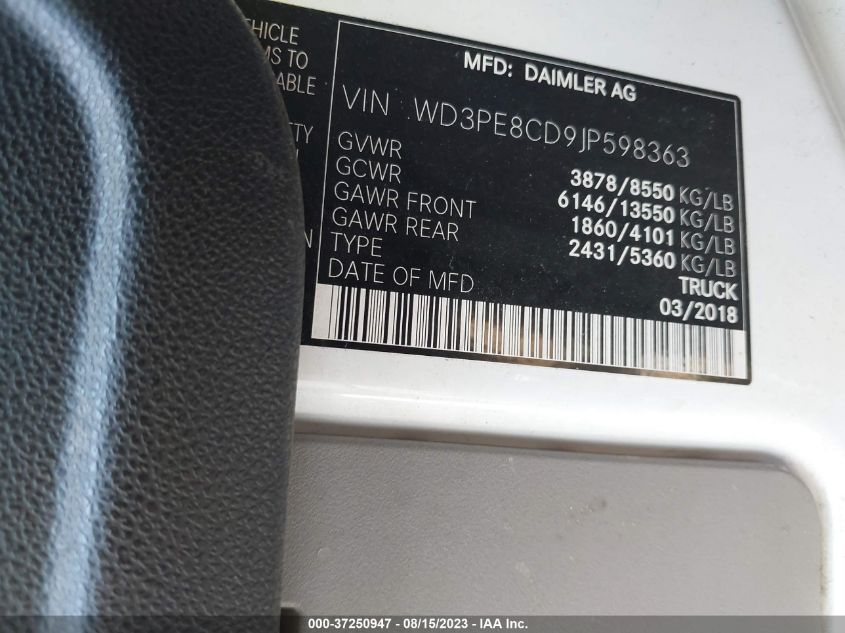 EHICLE
MS TO
ABLE
TY
N
MFD: DAIMLER AG
VIN WD3PE8CD9JP598363
GVWR 3878/8550 KG/LB
GCWR 6146/13550 KG/LB
GAWR FRONT 1860/4101 KG/LB
GAWR REAR 2431/5360 KG/LB
TYPE TRUCK
DATE OF MFD 03/2018
000-37250947 - 08/15/2023 - IAA Inc.